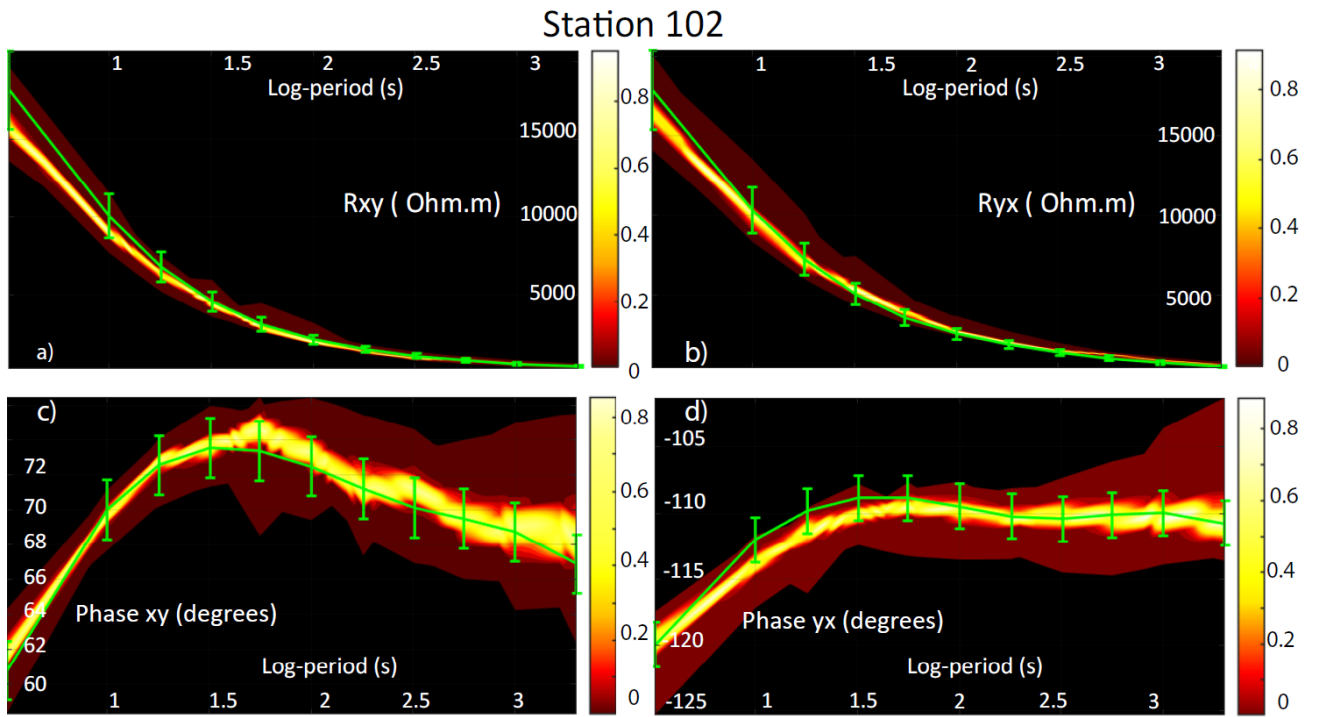 Station 102
1 1.5 2 2.5 3
Log-period (s)
15000
Rxy ( Ohm.m)
10000
5000
a)
0.8
0.6
0.4
0.2
0
1 1.5 2 2.5 3
Log-period (s)
15000
Ryx ( Ohm.m)
10000
5000
b)
0.8
0.6
0.4
0.2
0
c)
72
70
68
66
64
62
60
Phase xy (degrees)
Log-period (s)
1 1.5 2 2.5 3
0.8
0.6
0.4
0.2
0
d)
-105
-110
-115
-120
-125
Phase yx (degrees)
Log-period (s)
1 1.5 2 2.5 3
0.8
0.6
0.4
0.2
0